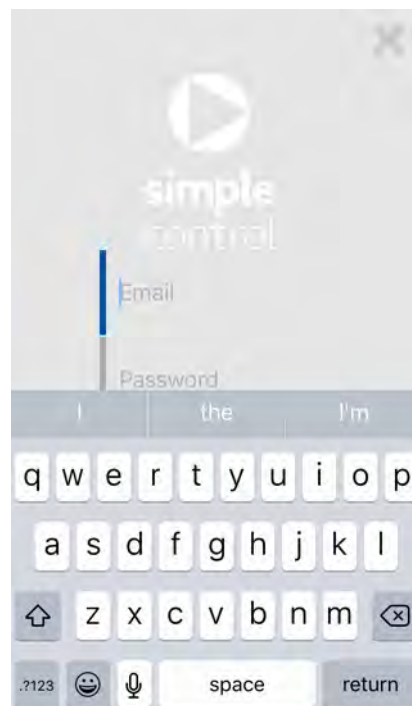 simple
control
Email
Password
I the I'm
q w e r t y u i o p
a s d f g h j k l
z x c v b n m
.?123 space return